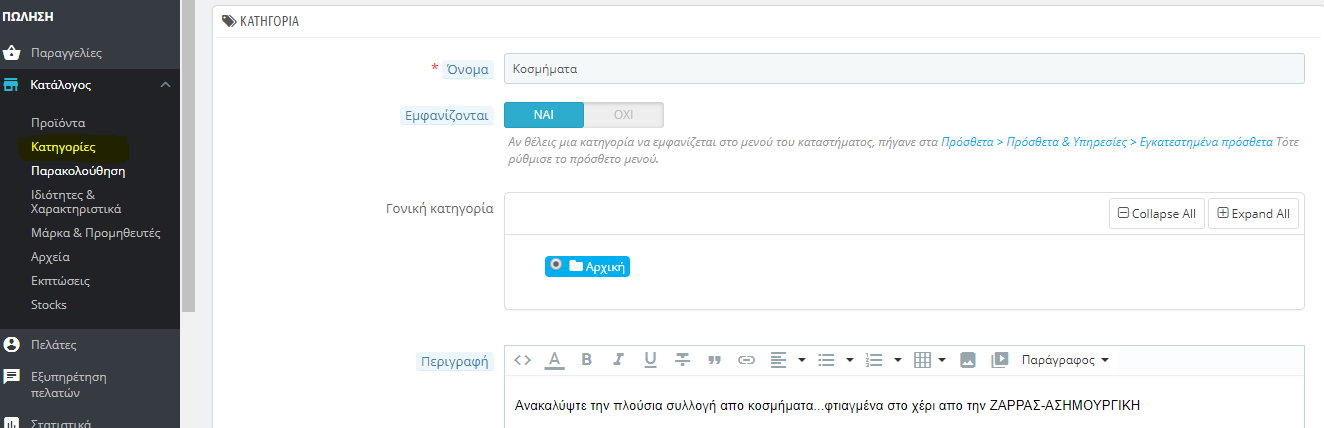 ΠΩΛΗΣΗ
Παραγγελίες
Κατάλογος
Προϊόντα
Κατηγορίες
Παρακολούθηση
Ιδιότητες &
Χαρακτηριστικά
Μάρκα & Προμηθευτές
Αρχεία
Εκπτώσεις
Stocks
Πελάτες
Εξυπηρέτηση
πελατών
Στατιστικά
ΚΑΤΗΓΟΡΙΑ
* Όνομα
Κοσμήματα
Εμφανίζονται
ΝΑΙ ΟΧΙ
Αν θέλεις μια κατηγορία να εμφανίζεται στο μενού του καταστήματος, πήγαινε στα Πρόσθετα > Πρόσθετα & Υπηρεσίες > Εγκατεστημένα πρόσθετα Τότε
ρύθμισε το πρόσθετο μενού.
Γονική κατηγορία
Collapse All Expand All
Αρχική
Περιγραφή
A B I U Παράγραφος
Ανακαλύψτε την πλούσια συλλογή απο κοσμήματα...φτιαγμένα στο χέρι απο την ΖΑΡΡΑΣ-ΑΣΗΜΟΥΡΓΙΚΗ